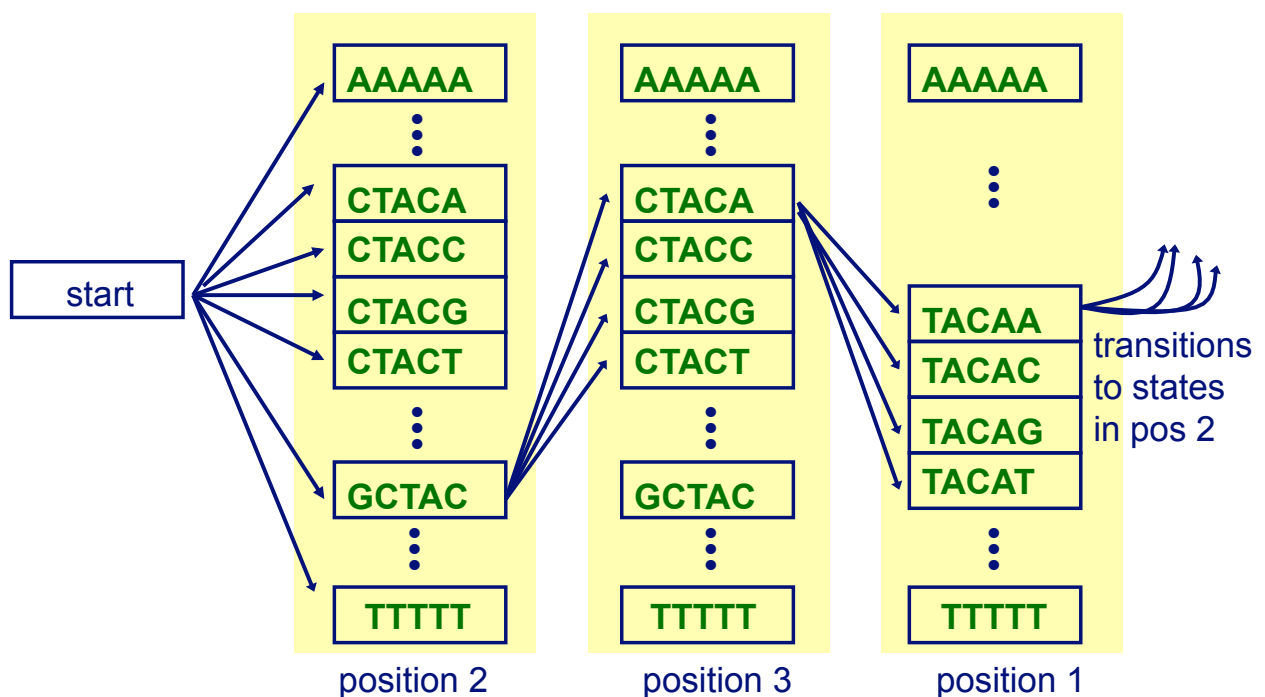 AAAAA
CTACA
CTACC
CTACG
CTACT
GCTAC
TTTTT
position 2
AAAAA
CTACA
CTACC
CTACG
CTACT
GCTAC
TTTTT
position 3
AAAAA
TACAA
TACAC
TACAG
TACAT
TTTTT
position 1
start
transitions
to states
in pos 2